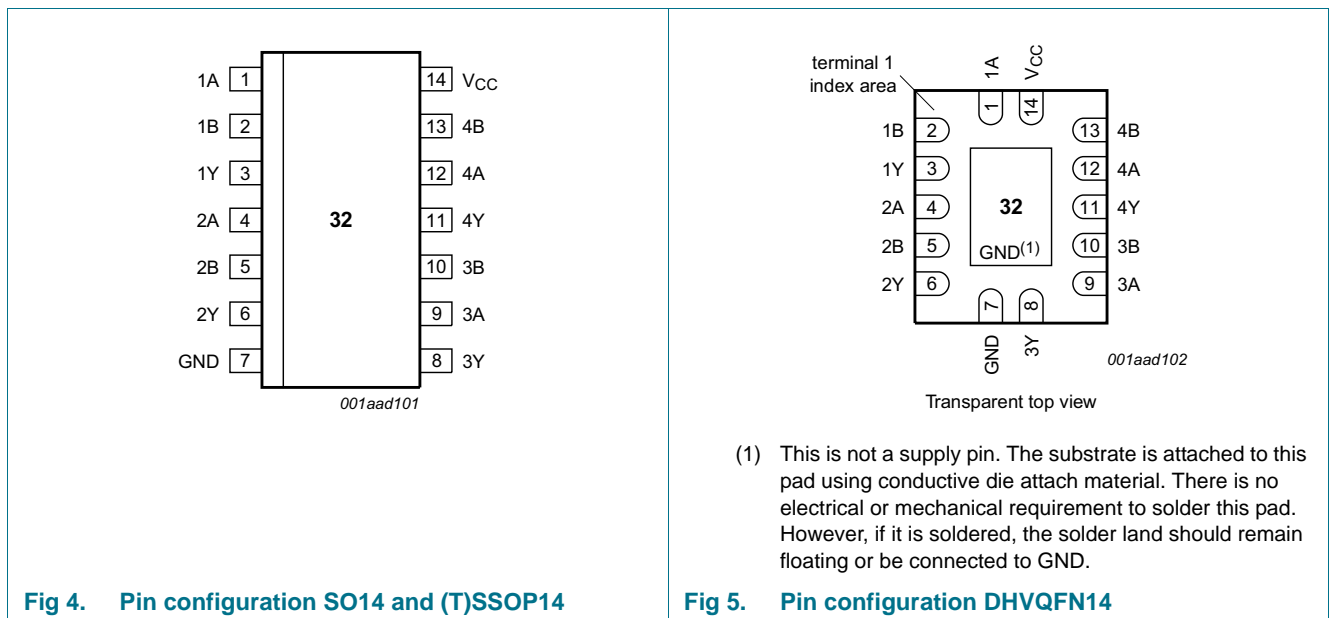 1A 1 14 VCC
1B 2 13 4B
1Y 3 12 4A
2A 4 32 11 4Y
2B 5 10 3B
2Y 6 9 3A
GND 7 8 3Y
001aad101
Fig 4. Pin configuration SO14 and (T)SSOP14
terminal 1
index area
1A VCC
1 14
1B 2 13 4B
1Y 3 12 4A
2A 4 32 11 4Y
2B 5 GND(1) 10 3B
2Y 6 9 3A
7 8
GND 3Y
001aad102
Transparent top view
(1) This is not a supply pin. The substrate is attached to this
pad using conductive die attach material. There is no
electrical or mechanical requirement to solder this pad.
However, if it is soldered, the solder land should remain
floating or be connected to GND.
Fig 5. Pin configuration DHVQFN14